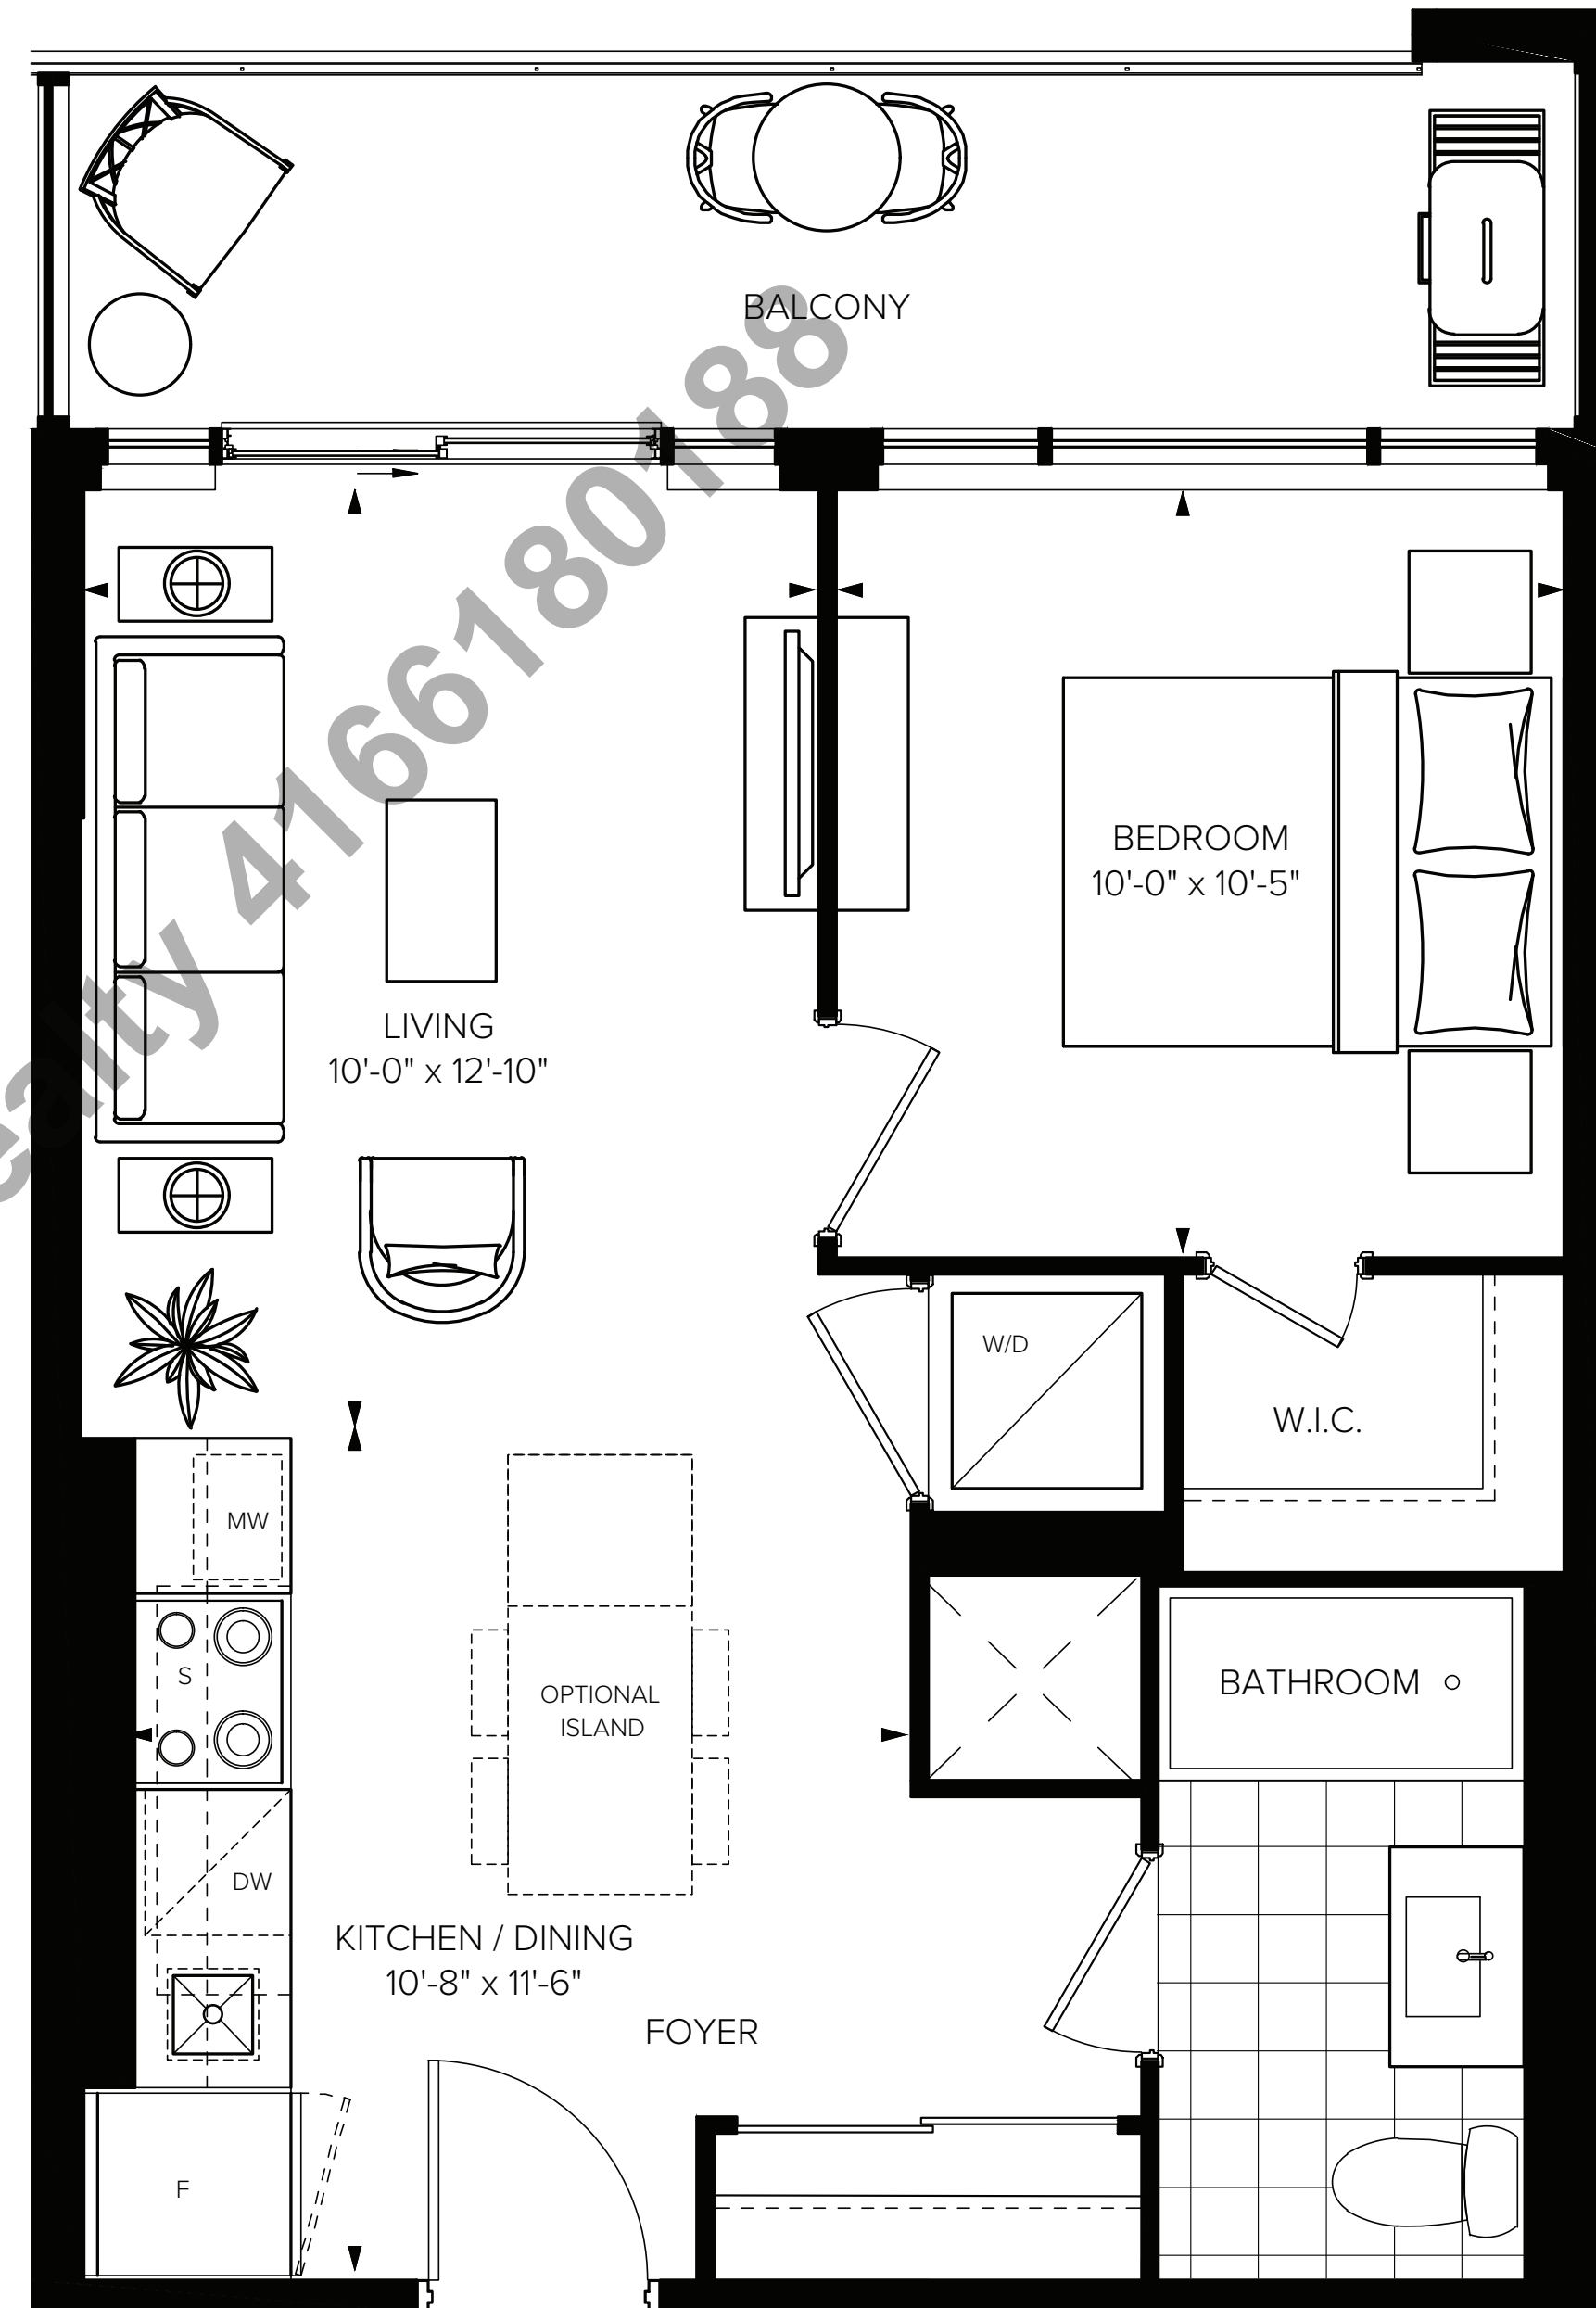 BALCONY
BEDROOM
10'-0" x 10'-5"
LIVING
10'-0" x 12'-10"
W/D
W.I.C.
MW
S
OPTIONAL
ISLAND
BATHROOM
DW
KITCHEN / DINING
10'-8" x 11'-6"
FOYER
F
ealty 4166180188